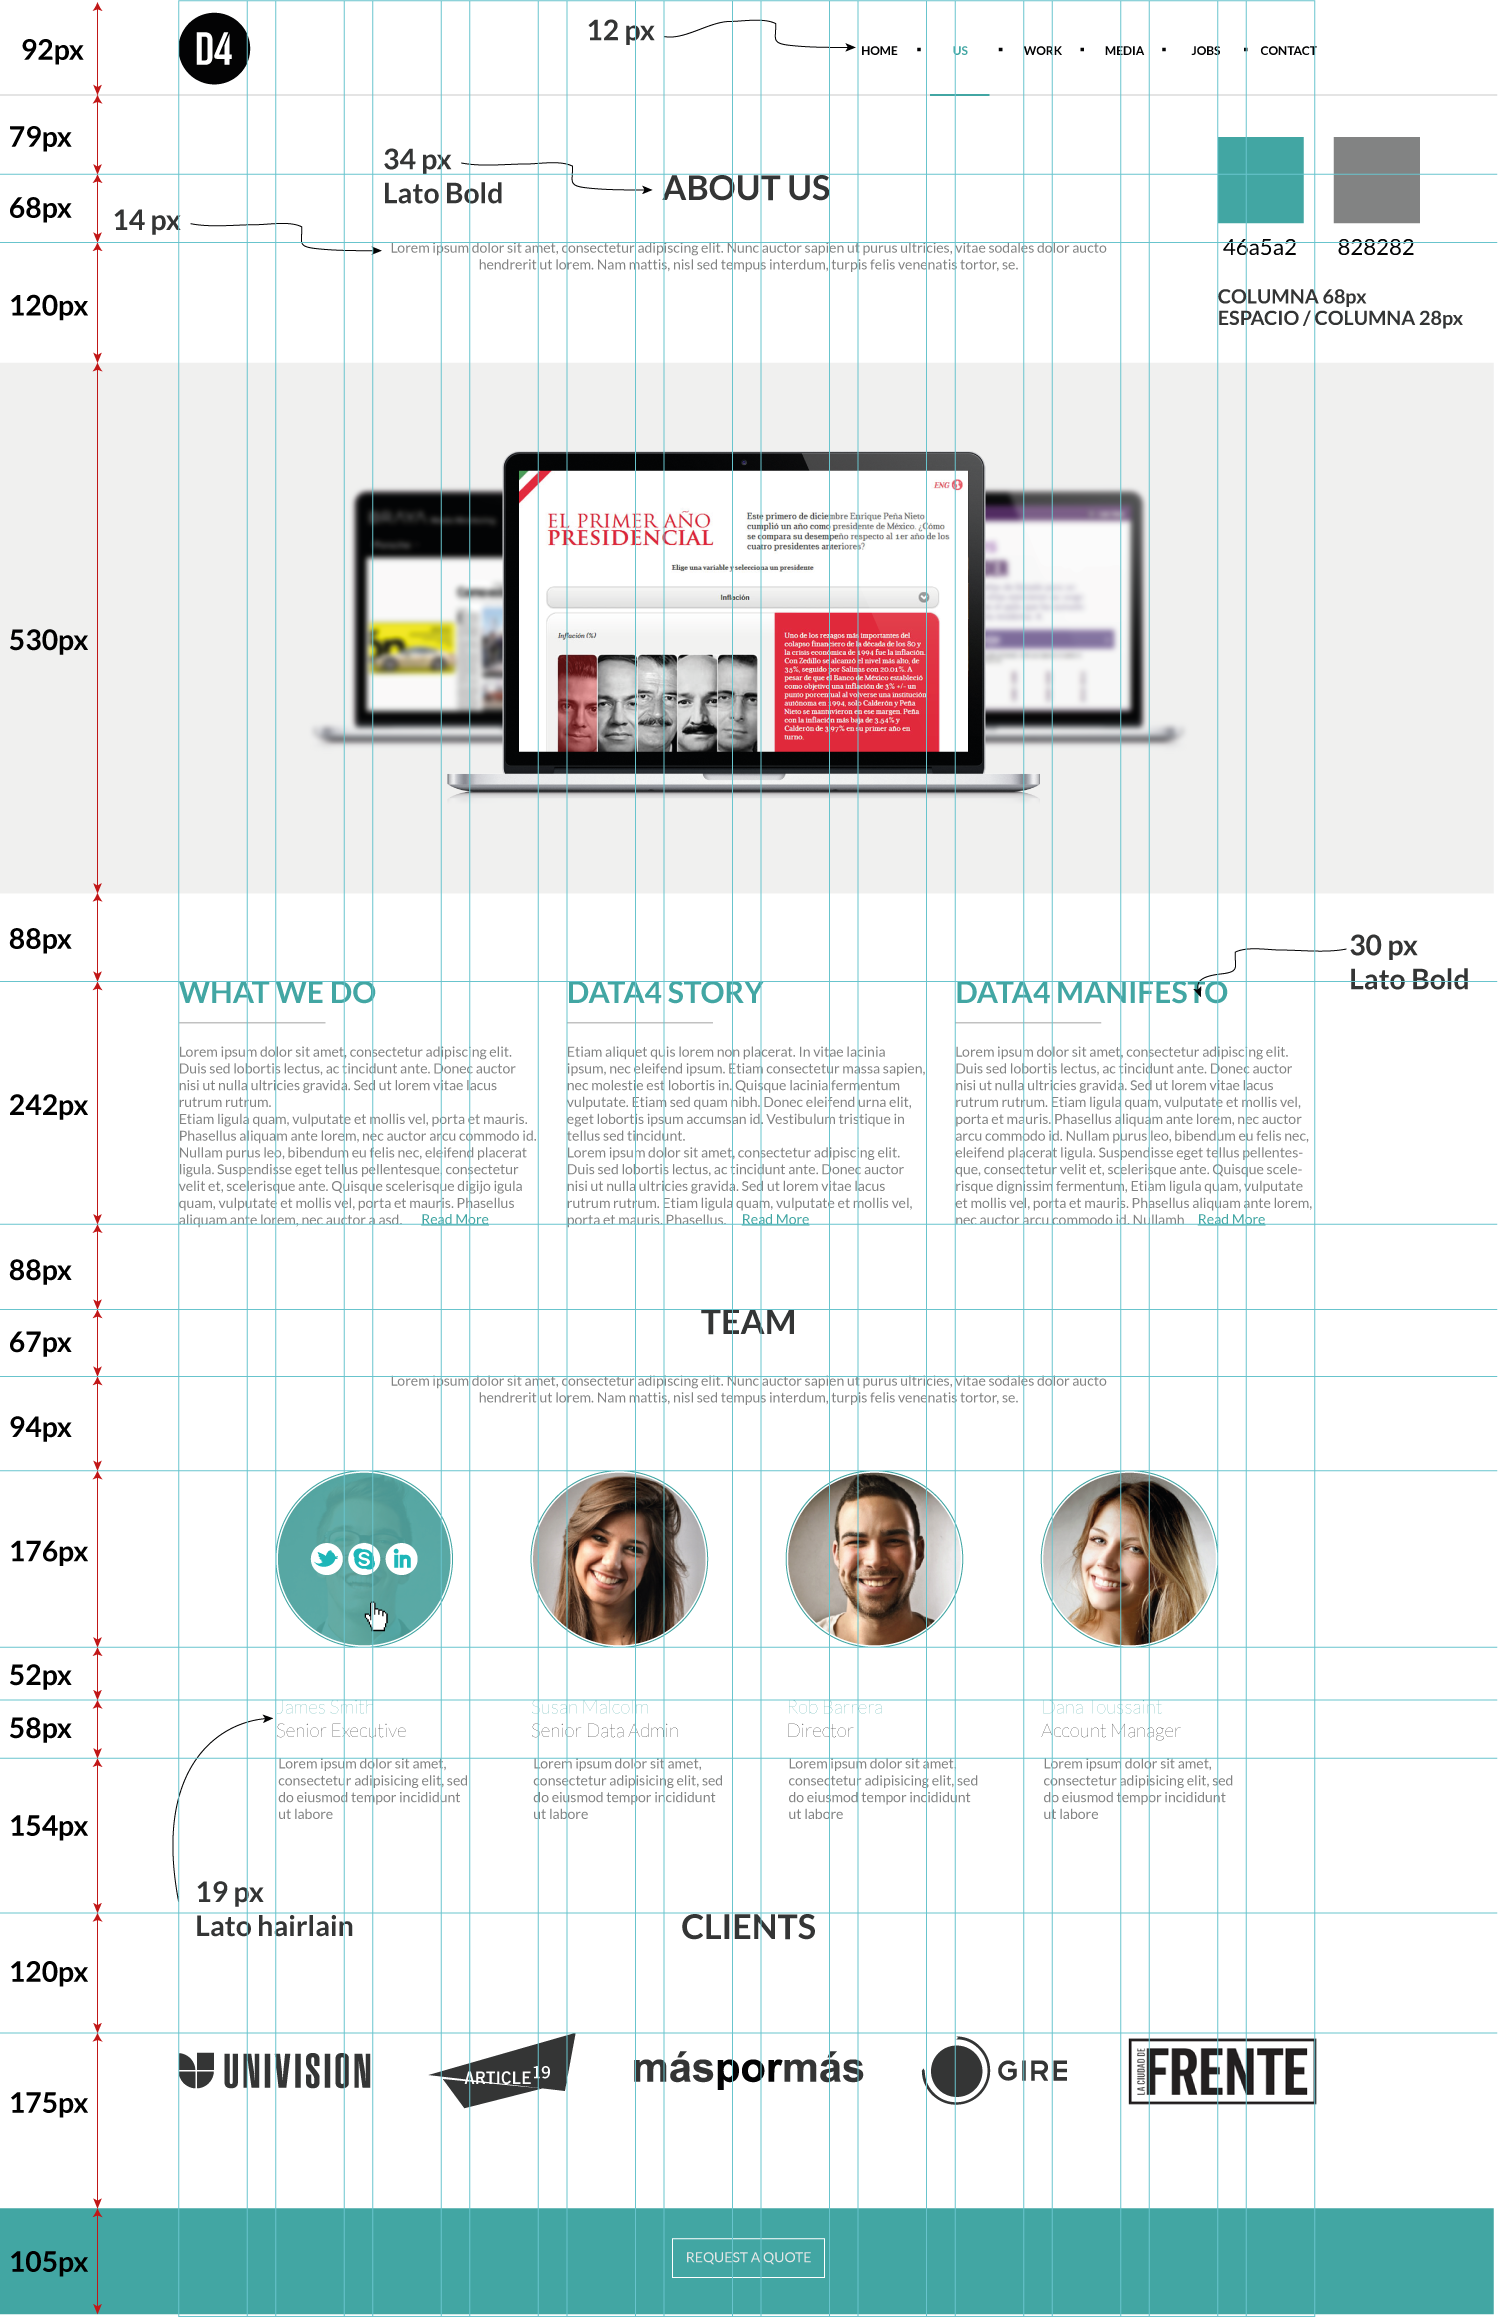 92px
D4
12 px
HOME ▪ US ▪ WORK ▪ MEDIA ▪ JOBS ▪ CONTACT
79px
34 px
Lato Bold
ABOUT US
68px
14 px
Lorem ipsum dolor sit amet, consectetur adipiscing elit. Nunc auctor sapien ut purus ultricies, vitae sodales dolor aucto
hendrerit ut lorem. Nam mattis, nisl sed tempus interdum, turpis felis venenatis tortor, se.
46a5a2
828282
COLUMNA 68px
ESPACIO / COLUMNA 28px
120px
530px
ENG
EL PRIMER AÑO
PRESIDENCIAL
Este primero de diciembre Enrique Peña Nieto
cumplió un año como presidente de México. ¿Cómo
se compara su desempeño respecto al 1er año de los
cuatro presidentes anteriores?
Elige una variable y selecciona un presidente
Inflación
Inflación (%)
Uno de los rezagos más importantes del
colapso financiero de la década de los 80 y
la crisis económica de 1994 fue la inflación.
Con Zedillo se alcanzó el nivel más alto, de
35%, seguido por Salinas con 20.01%. A
pesar de que el Banco de México estableció
como objetivo una inflación de 3% +/- un
punto porcentual al volverse una institución
autónoma en 1994, solo Calderón y Peña
Nieto se mantuvieron en ese margen. Peña
con la inflación más baja de 3.54% y
Calderón de 3.97% en su primer año en
turno.
88px
30 px
Lato Bold
242px
WHAT WE DO
Lorem ipsum dolor sit amet, consectetur adipiscing elit.
Duis sed lobortis lectus, ac tincidunt ante. Donec auctor
nisi ut nulla ultricies gravida. Sed ut lorem vitae lacus
rutrum rutrum.
Etiam ligula quam, vulputate et mollis vel, porta et mauris.
Phasellus aliquam ante lorem, nec auctor arcu commodo id.
Nullam purus leo, bibendum eu felis nec, eleifend placerat
ligula. Suspendisse eget tellus pellentesque, consectetur
velit et, scelerisque ante. Quisque scelerisque digijo igula
quam, vulputate et mollis vel, porta et mauris. Phasellus
aliquam ante lorem, nec auctor a asd. Read More
DATA4 STORY
Etiam aliquet quis lorem non placerat. In vitae lacinia
ipsum, nec eleifend ipsum. Etiam consectetur massa sapien,
nec molestie est lobortis in. Quisque lacinia fermentum
vulputate. Etiam sed quam nibh. Donec eleifend urna elit,
eget lobortis ipsum accumsan id. Vestibulum tristique in
tellus sed tincidunt.
Lorem ipsum dolor sit amet, consectetur adipiscing elit.
Duis sed lobortis lectus, ac tincidunt ante. Donec auctor
nisi ut nulla ultricies gravida. Sed ut lorem vitae lacus
rutrum rutrum. Etiam ligula quam, vulputate et mollis vel,
porta et mauris. Phasellus. Read More
DATA4 MANIFESTO
Lorem ipsum dolor sit amet, consectetur adipiscing elit.
Duis sed lobortis lectus, ac tincidunt ante. Donec auctor
nisi ut nulla ultricies gravida. Sed ut lorem vitae lacus
rutrum rutrum. Etiam ligula quam, vulputate et mollis vel,
porta et mauris. Phasellus aliquam ante lorem, nec auctor
arcu commodo id. Nullam purus leo, bibendum eu felis nec,
eleifend placerat ligula. Suspendisse eget tellus pellentes-
que, consectetur velit et, scelerisque ante. Quisque scele-
risque dignissim fermentum, Etiam ligula quam, vulputate
et mollis vel, porta et mauris. Phasellus aliquam ante lorem,
nec auctor arcu commodo id. Nullamh Read More
88px
TEAM
67px
Lorem ipsum dolor sit amet, consectetur adipiscing elit. Nunc auctor sapien ut purus ultricies, vitae sodales dolor aucto
hendrerit ut lorem. Nam mattis, nisl sed tempus interdum, turpis felis venenatis tortor, se.
94px
176px
52px
58px
James Smith
Senior Executive
Lorem ipsum dolor sit amet,
consectetur adipisicing elit, sed
do eiusmod tempor incididunt
ut labore
Susan Malcolm
Senior Data Admin
Lorem ipsum dolor sit amet,
consectetur adipisicing elit, sed
do eiusmod tempor incididunt
ut labore
Rob Barrera
Director
Lorem ipsum dolor sit amet,
consectetur adipisicing elit, sed
do eiusmod tempor incididunt
ut labore
Dana Toussaint
Account Manager
Lorem ipsum dolor sit amet,
consectetur adipisicing elit, sed
do eiusmod tempor incididunt
ut labore
154px
19 px
Lato hairlain
CLIENTS
120px
UNIVISION
ARTICLE 19
máspormás
GIRE
LA CIUDAD DE
FRENTE
175px
105px
REQUEST A QUOTE